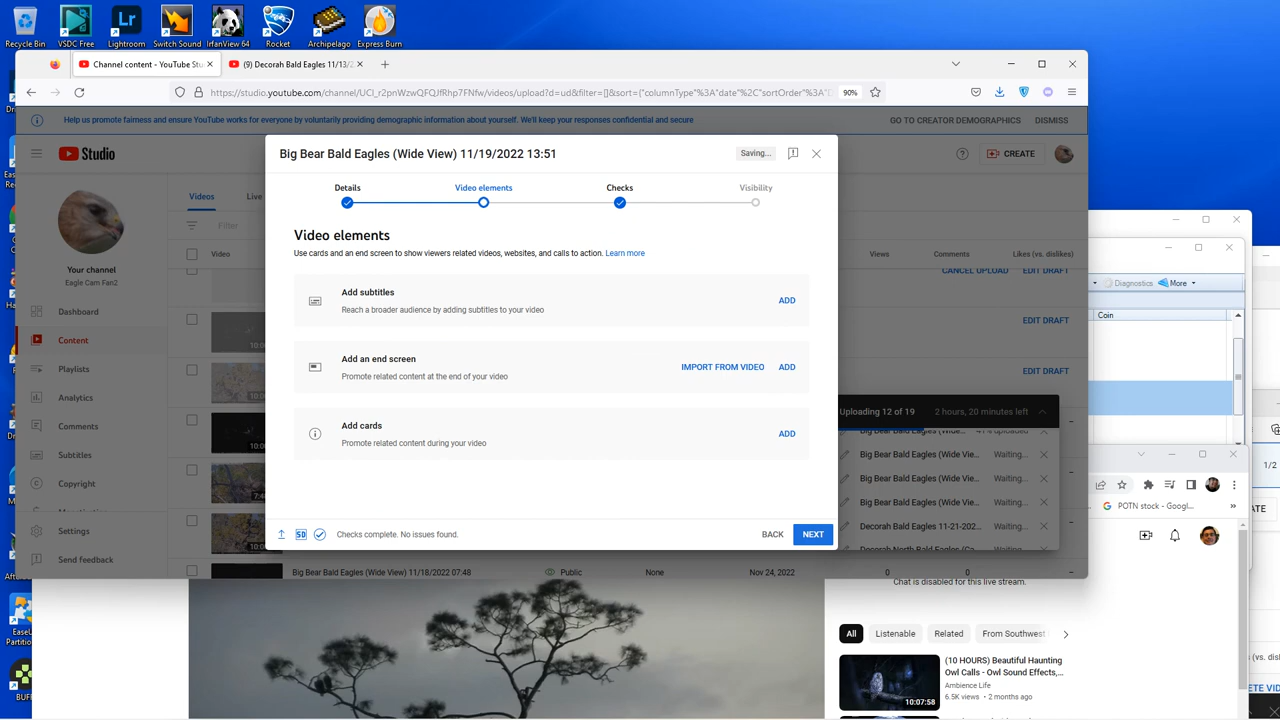 Recycle Bin
VSDC Free
Lightroom
Switch Sound
IrfanView 64
Rocket
Archipelago
Express Burn
Channel content - YouTube Stu
(9) Decorah Bald Eagles 11/13/2
https://studio.youtube.com/channel/UCI_r2pnWzwQFQJfRhp7FNfw/videos/upload?d=ud&filter=[]&sort={"columnType"%3A"date"%2C"sortOrder"%3A"D
90%
Help us promote fairness and ensure YouTube works for everyone by voluntarily providing demographic information about yourself. We'll keep your responses confidential and secure
GO TO CREATOR DEMOGRAPHICS
DISMISS
Studio
CREATE
Big Bear Bald Eagles (Wide View) 11/19/2022 13:51
Saving...
Details
Video elements
Checks
Visibility
Videos
Live
Filter
Video
Views
Comments
Likes (vs. dislikes)
CANCEL UPLOAD
EDIT DRAFT
EDIT DRAFT
EDIT DRAFT
Your channel
Eagle Cam Fan2
Dashboard
Content
Playlists
Analytics
Comments
Subtitles
Copyright
Settings
Send feedback
Video elements
Use cards and an end screen to show viewers related videos, websites, and calls to action. Learn more
Add subtitles
Reach a broader audience by adding subtitles to your video
ADD
Add an end screen
Promote related content at the end of your video
IMPORT FROM VIDEO
ADD
Add cards
Promote related content during your video
ADD
SD
Checks complete. No issues found.
BACK
NEXT
Uploading 12 of 19
2 hours, 20 minutes left
Big Bear Bald Eagles (Wide Vie...
Waiting...
Big Bear Bald Eagles (Wide Vie...
Waiting...
Big Bear Bald Eagles (Wide Vie...
Waiting...
Decorah Bald Eagles 11-21-202...
Waiting...
Decorah North Bald Eagles (Ca...
Waiting...
Big Bear Bald Eagles (Wide View) 11/18/2022 07:48
Public
None
Nov 24, 2022
0
0
Diagnostics
More
Coin
1/2
POTN stock - Googl...
»
Chat is disabled for this live stream.
All
Listenable
Related
From Southwest
(10 HOURS) Beautiful Haunting
Owl Calls - Owl Sound Effects,...
Ambience Life
6.5K views • 2 months ago
10:07:58